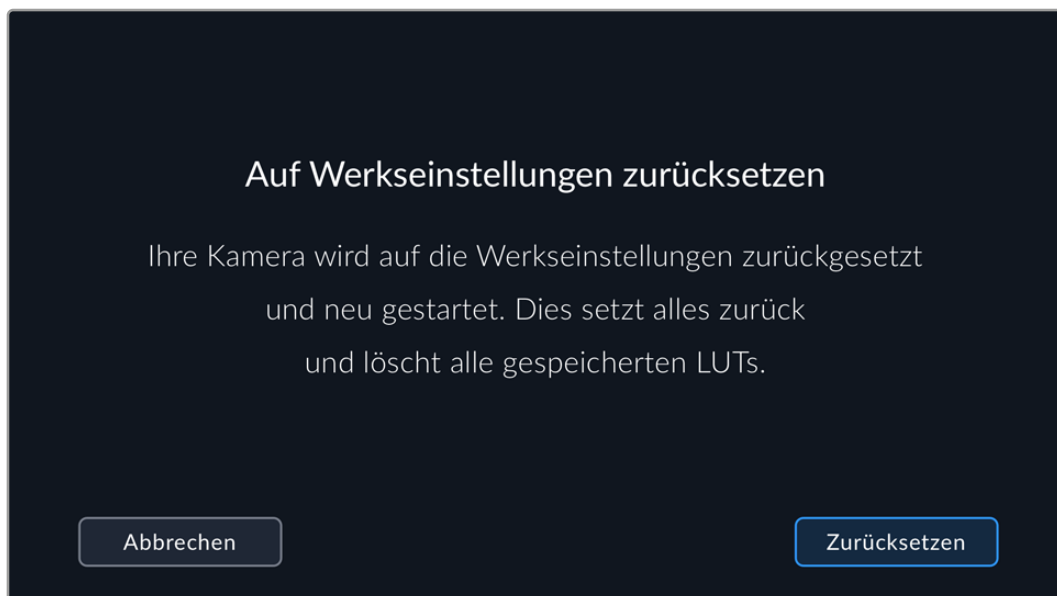 Auf Werkseinstellungen zurücksetzen
Ihre Kamera wird auf die Werkseinstellungen zurückgesetzt
und neu gestartet. Dies setzt alles zurück
und löscht alle gespeicherten LUTs.
Abbrechen
Zurücksetzen